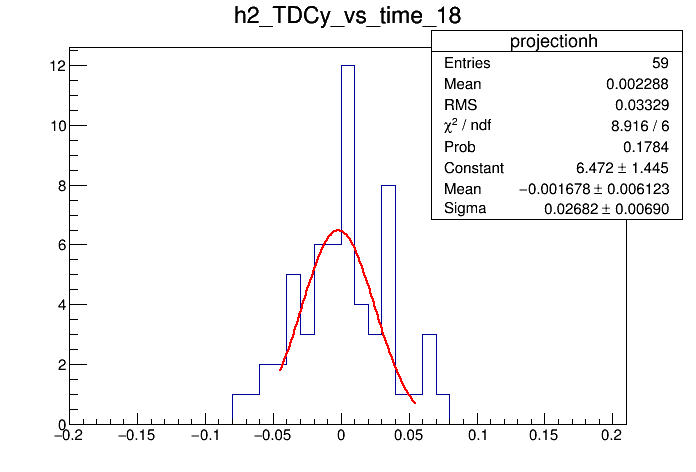 h2_TDCy_vs_time_18
projectionh
Entries 59
Mean 0.002288
RMS 0.03329
χ² / ndf 8.916 / 6
Prob 0.1784
Constant 6.472 ± 1.445
Mean −0.001678 ± 0.006123
Sigma 0.02682 ± 0.00690
12
10
8
6
4
2
0
−0.2 −0.15 −0.1 −0.05 0 0.05 0.1 0.15 0.2